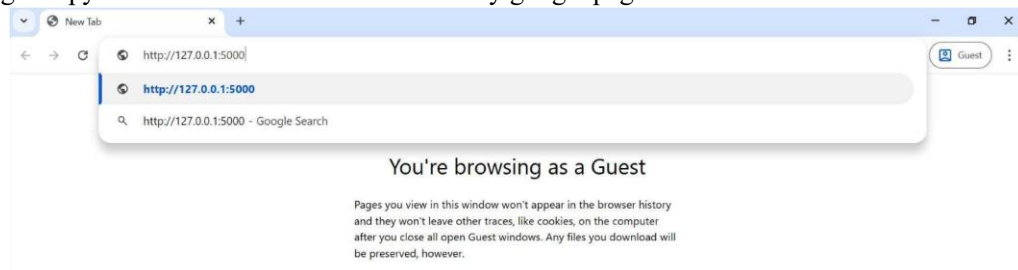 New Tab
http://127.0.0.1:5000
Guest
http://127.0.0.1:5000
http://127.0.0.1:5000 - Google Search
You're browsing as a Guest
Pages you view in this window won't appear in the browser history
and they won't leave other traces, like cookies, on the computer
after you close all open Guest windows. Any files you download will
be preserved, however.